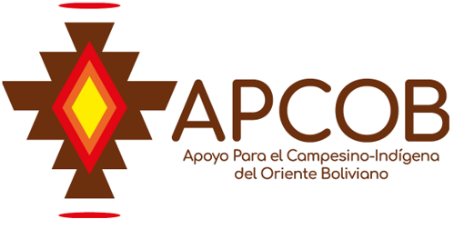 APCOB
Apoyo Para el Campesino-Indígena
del Oriente Boliviano